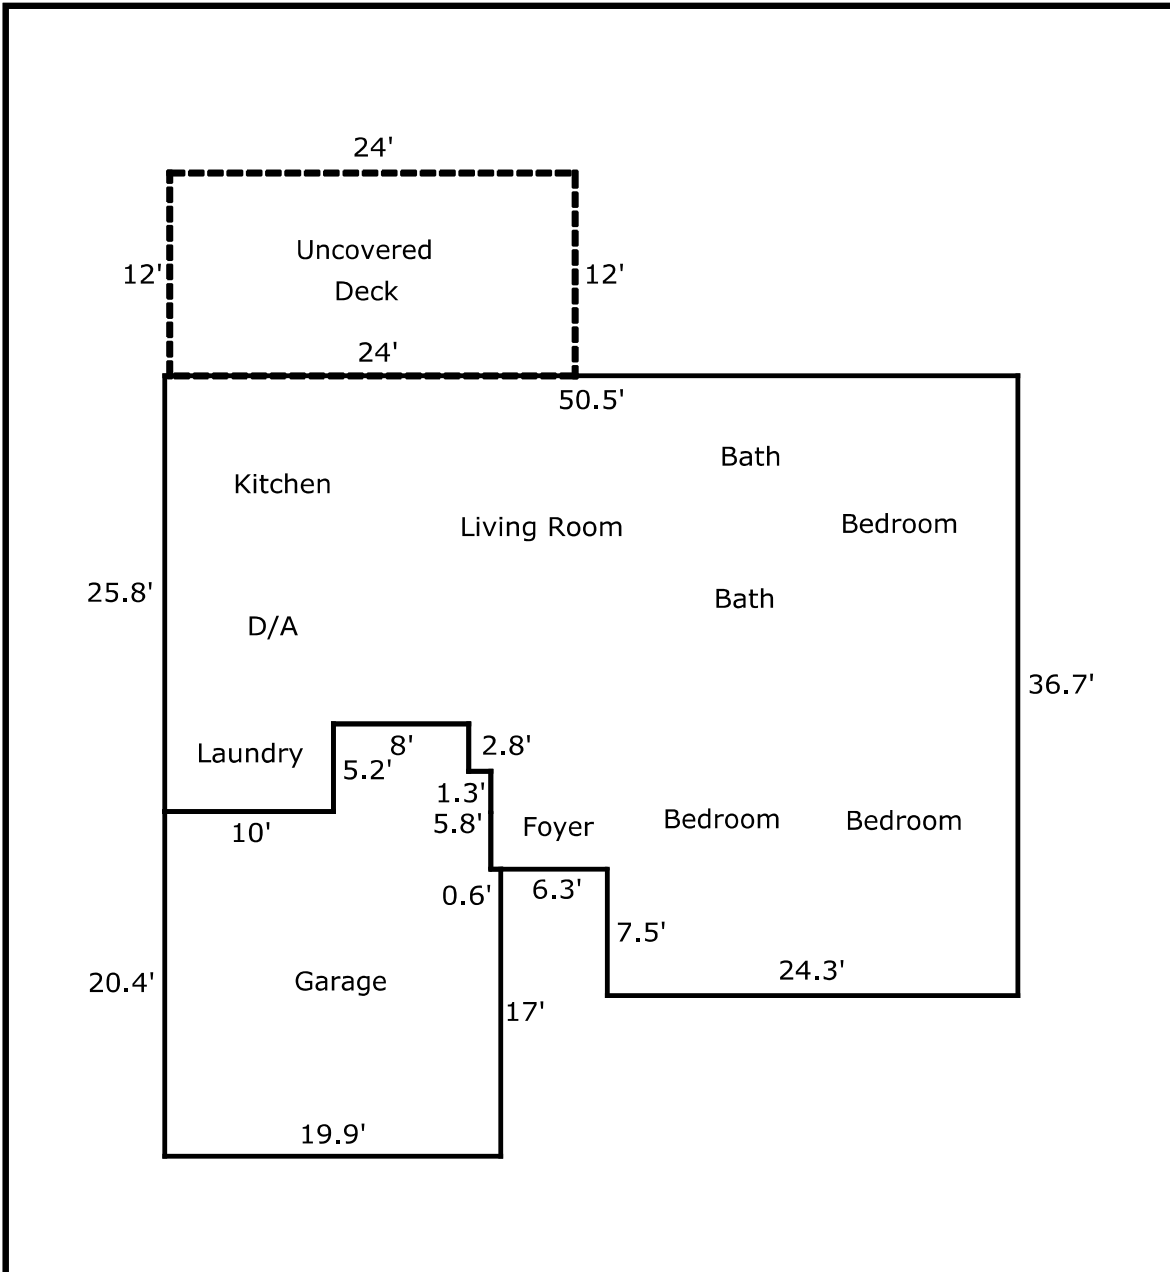 24'
Uncovered
12'
12'
Deck
24'
50.5'
Bath
Kitchen
Living Room
Bedroom
25.8'
Bath
D/A
36.7'
Laundry
8'
2.8'
5.2'
1.3'
5.8'
Foyer
Bedroom
Bedroom
10'
0.6'
6.3'
7.5'
24.3'
20.4'
Garage
17'
19.9'